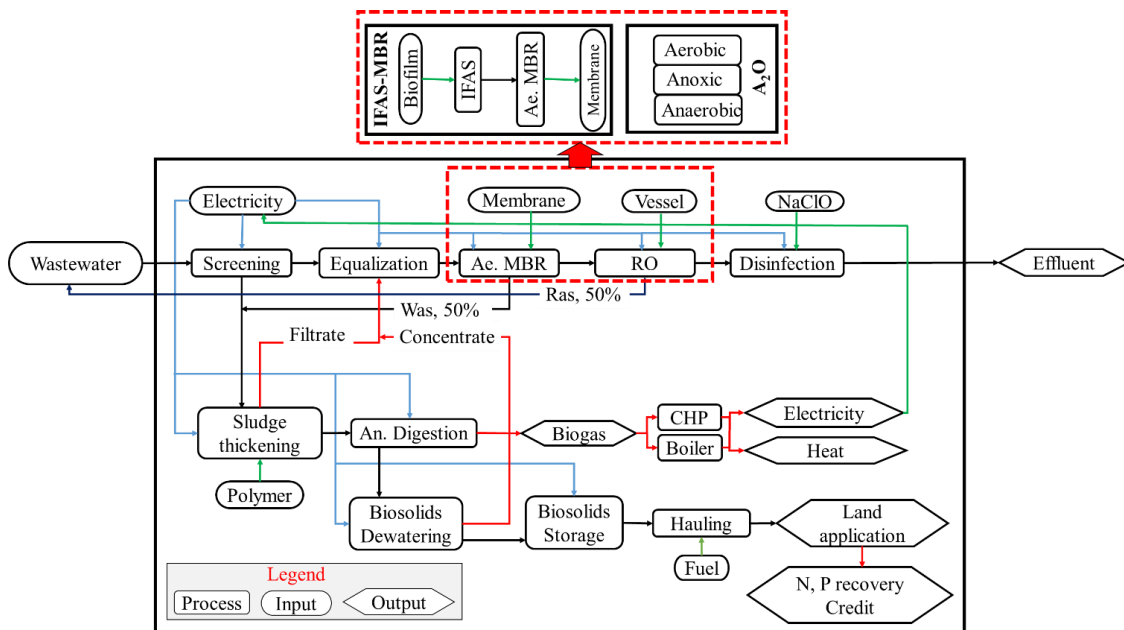 IFAS-MBR
Biofilm
IFAS
Ae. MBR
Membrane
Aerobic
Anoxic
Anaerobic
A₂O
Electricity
Membrane
Vessel
NaClO
Wastewater
Screening
Equalization
Ae. MBR
RO
Disinfection
Effluent
Ras, 50%
Was, 50%
Filtrate
Concentrate
Sludge
thickening
An. Digestion
Biogas
CHP
Boiler
Electricity
Heat
Polymer
Biosolids
Dewatering
Biosolids
Storage
Hauling
Land
application
Fuel
N, P recovery
Credit
Legend
Process
Input
Output